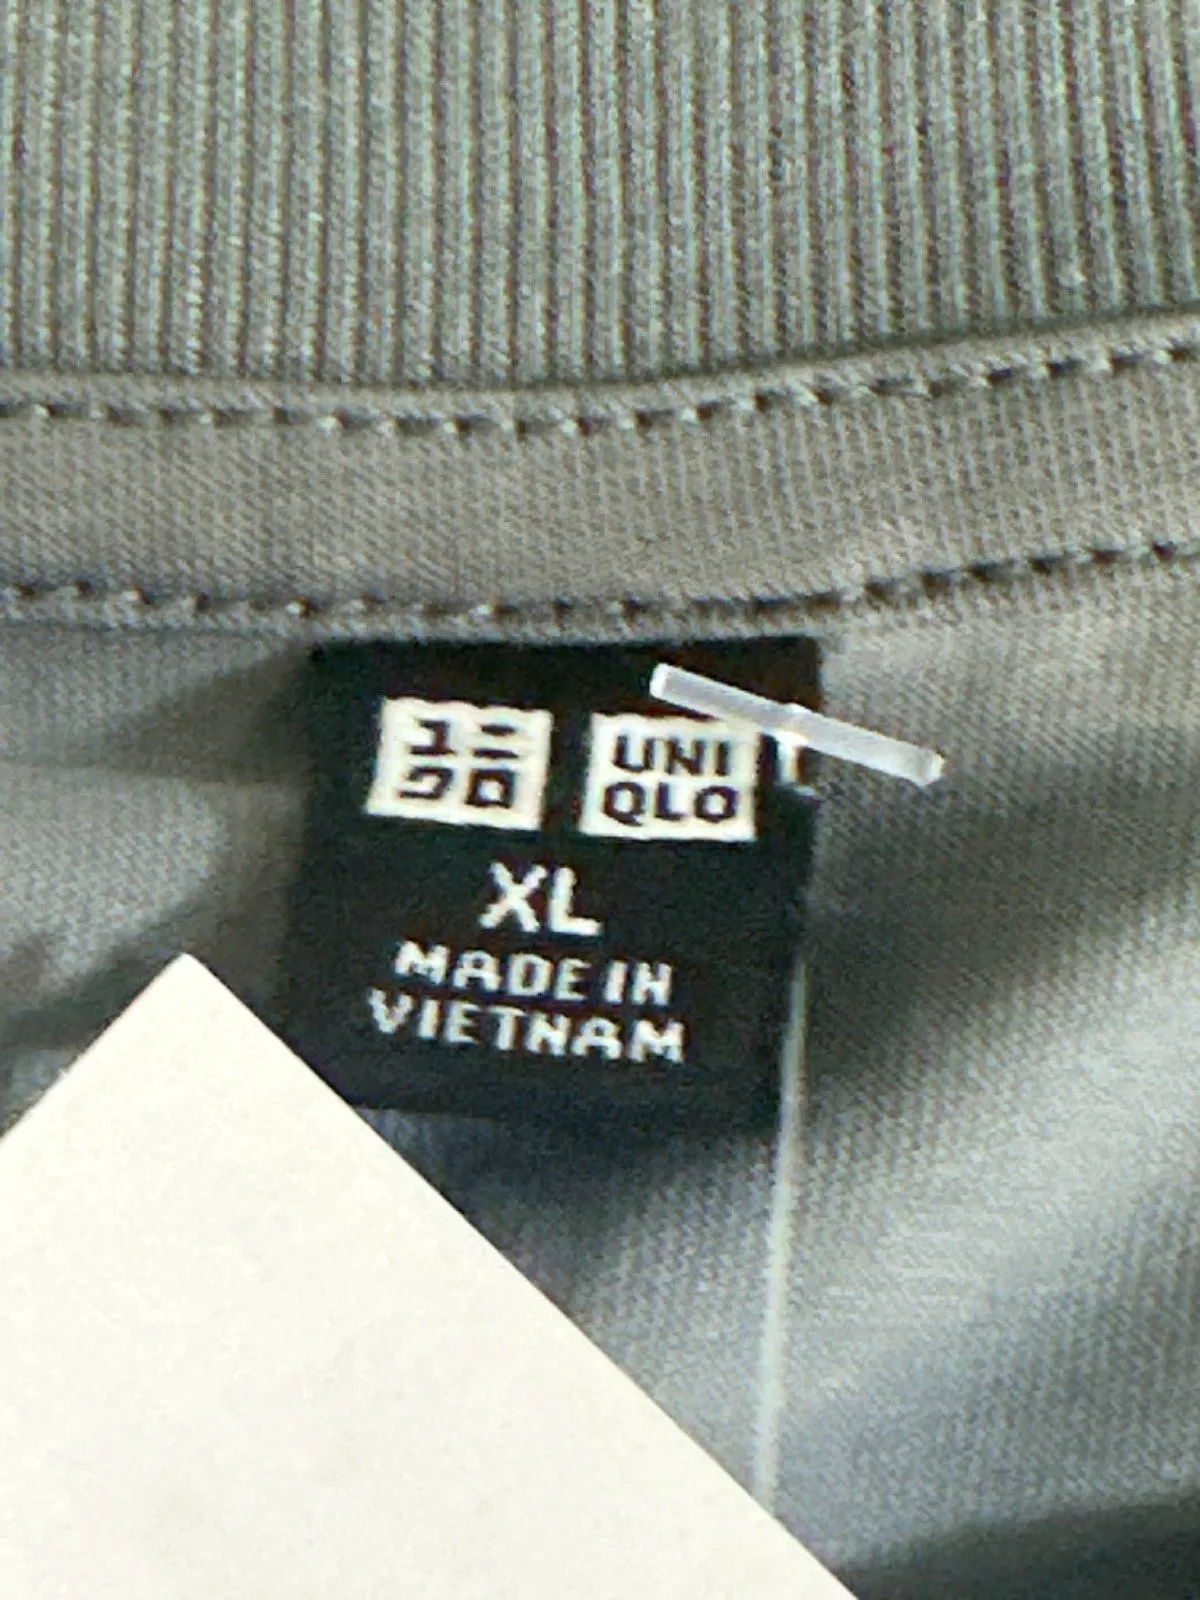 ユニ
クロ
UNI
QLO
XL
MADE IN
VIETNAM